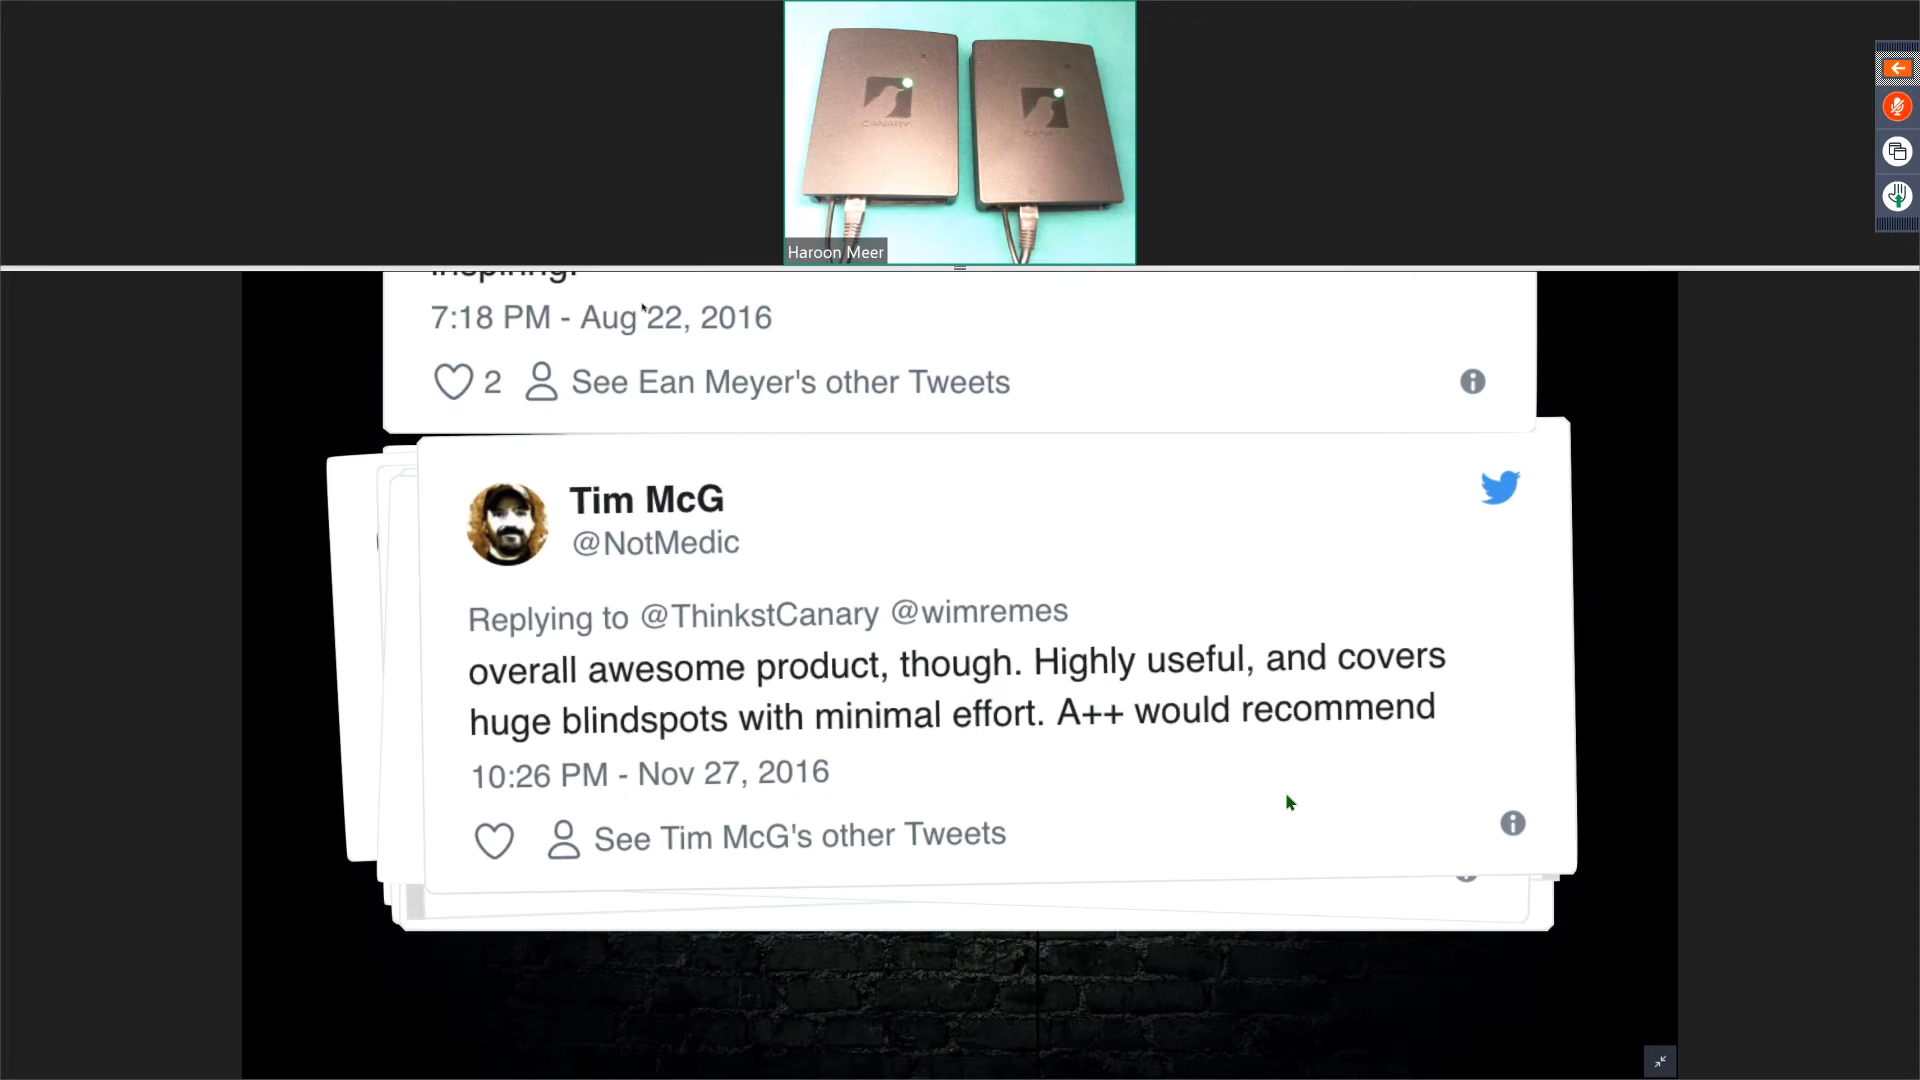 CANARY
Haroon Meer
inspiring.
7:18 PM - Aug 22, 2016
2 See Ean Meyer's other Tweets
Tim McG
@NotMedic
Replying to @ThinkstCanary @wimremes
overall awesome product, though. Highly useful, and covers
huge blindspots with minimal effort. A++ would recommend
10:26 PM - Nov 27, 2016
See Tim McG's other Tweets